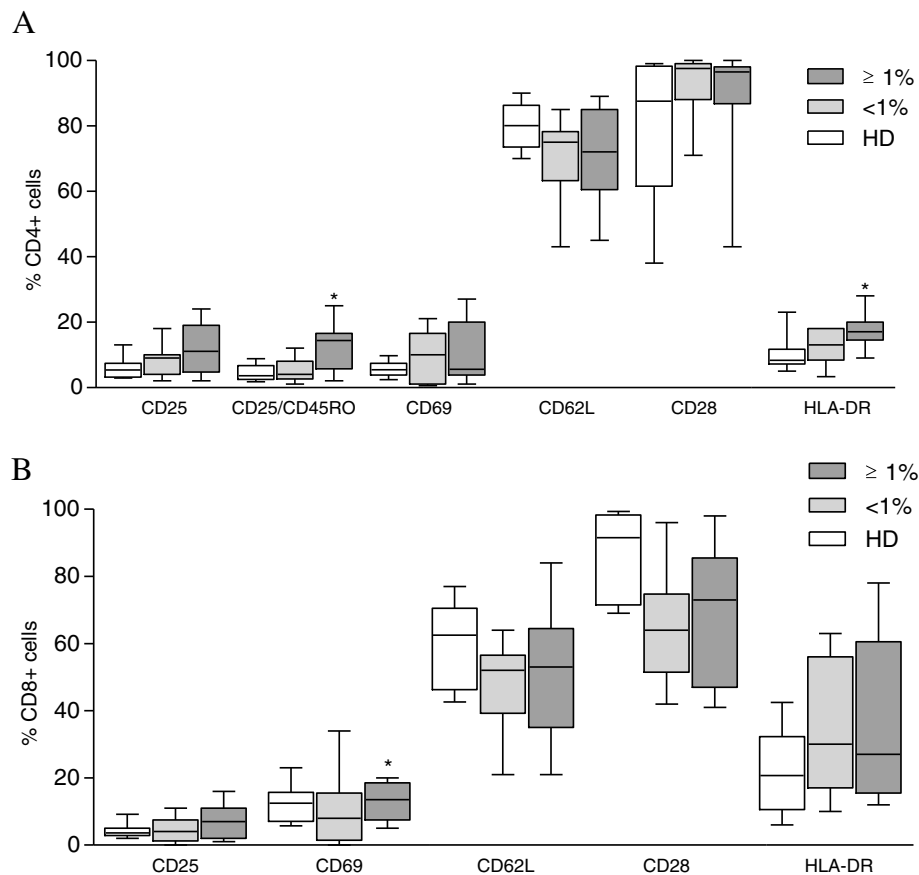 A
100
80
60
40
20
0
% CD4+ cells
≥ 1%
<1%
HD
*
*
CD25 CD25/CD45RO CD69 CD62L CD28 HLA-DR
B
100
80
60
40
20
0
% CD8+ cells
≥ 1%
<1%
HD
*
CD25 CD69 CD62L CD28 HLA-DR